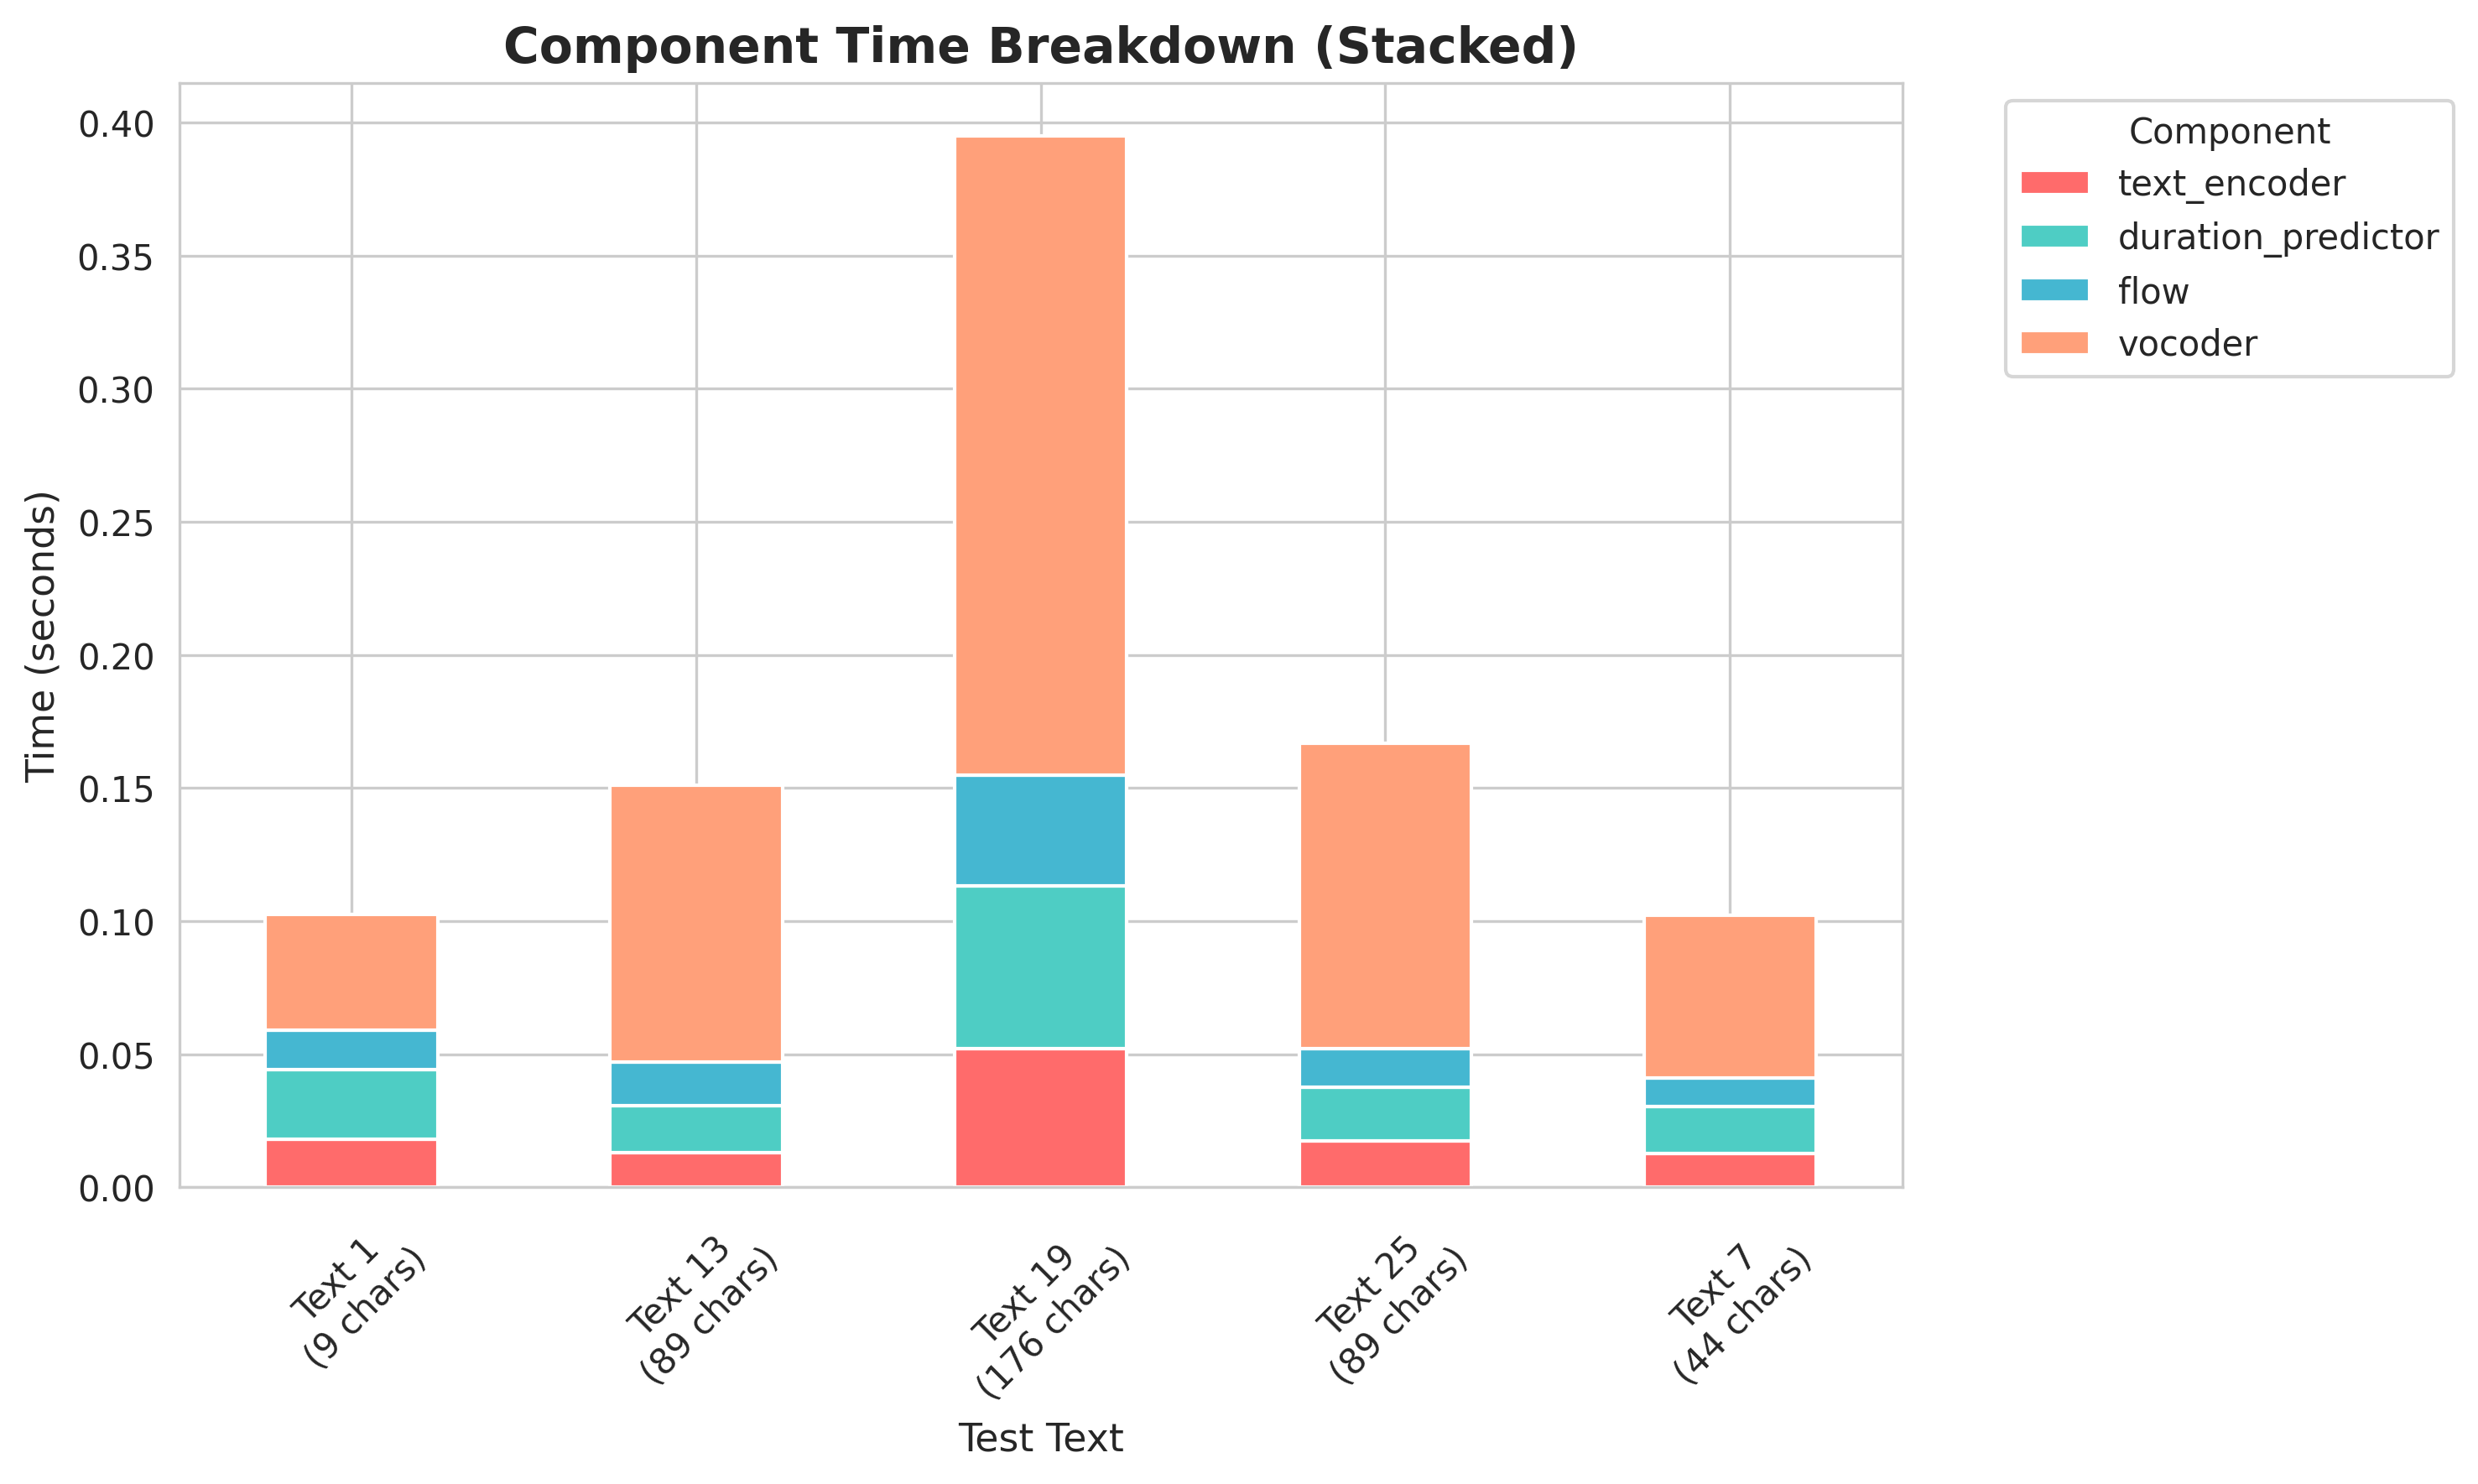 Component Time Breakdown (Stacked)
Time (seconds)
0.40
0.35
0.30
0.25
0.20
0.15
0.10
0.05
0.00
Text 1
(9 chars)
Text 13
(89 chars)
Text 19
(176 chars)
Text 25
(89 chars)
Text 7
(44 chars)
Test Text
Component
text_encoder
duration_predictor
flow
vocoder